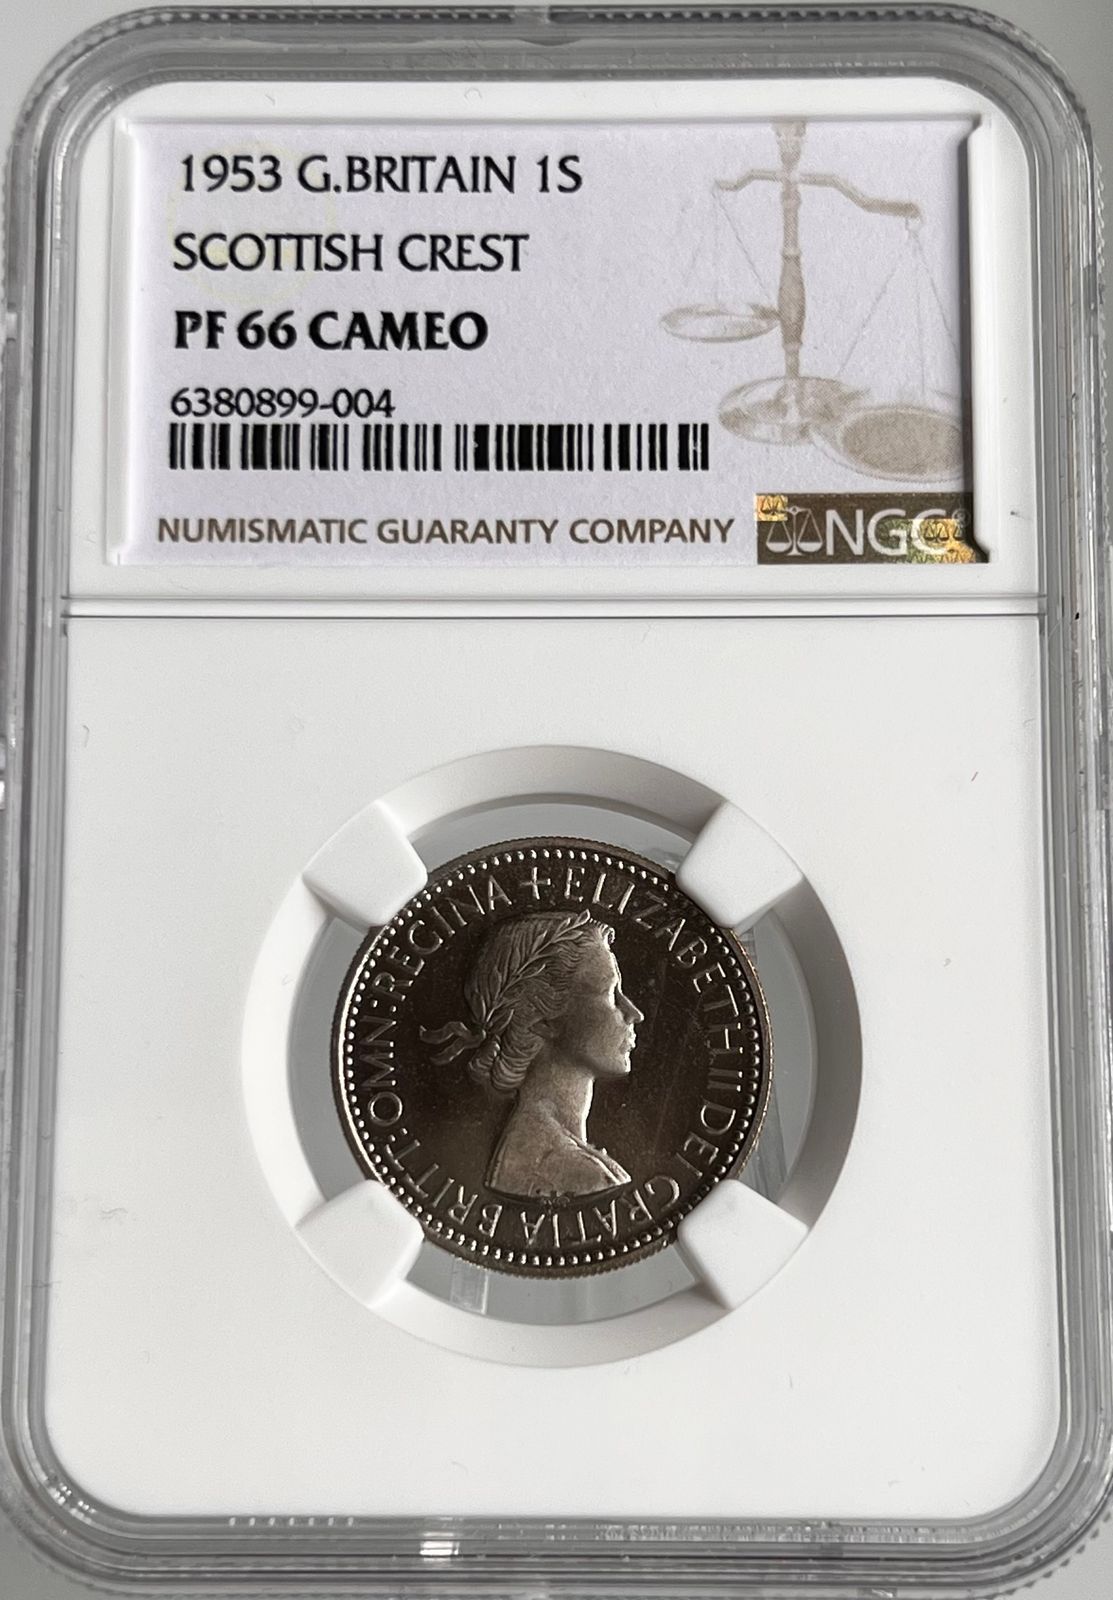 1953 G.BRITAIN 1S
SCOTTISH CREST
PF 66 CAMEO
6380899-004
NUMISMATIC GUARANTY COMPANY
NGC®
+ ELIZABETH II DEI GRATIA BRITT:OMN:REGINA